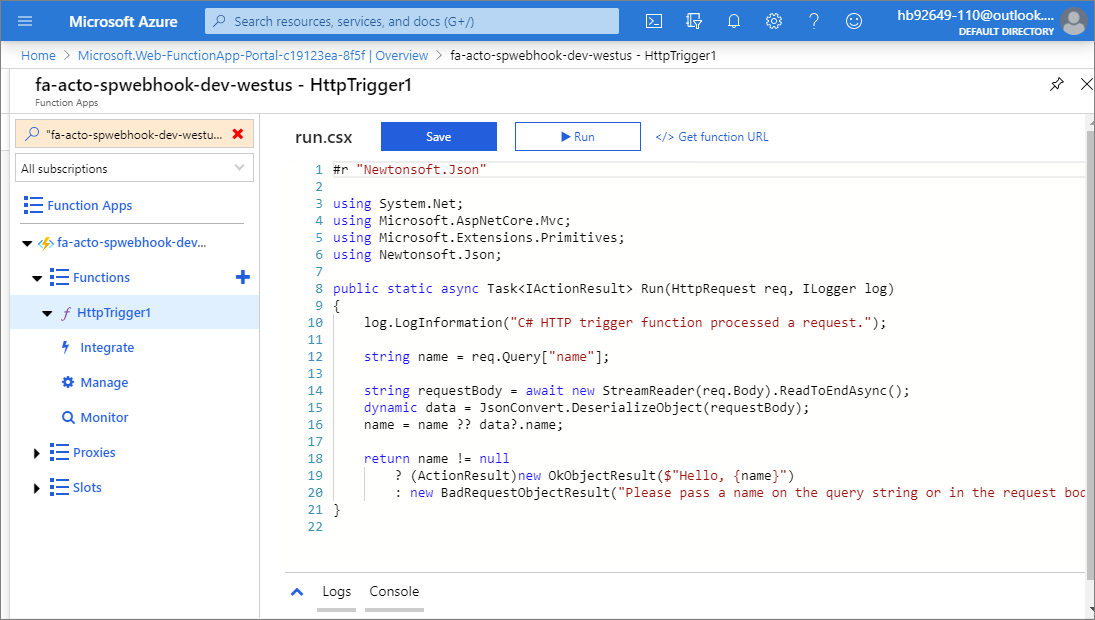 Microsoft Azure
Search resources, services, and docs (G+/)
hb92649-110@outlook....
DEFAULT DIRECTORY
Home > Microsoft.Web-FunctionApp-Portal-c19123ea-8f5f | Overview > fa-acto-spwebhook-dev-westus - HttpTrigger1
fa-acto-spwebhook-dev-westus - HttpTrigger1
Function Apps
"fa-acto-spwebhook-dev-westu...
All subscriptions
Function Apps
fa-acto-spwebhook-dev...
Functions
HttpTrigger1
Integrate
Manage
Monitor
Proxies
Slots
run.csx
Save
Run
</> Get function URL
1 #r "Newtonsoft.Json"
2
3 using System.Net;
4 using Microsoft.AspNetCore.Mvc;
5 using Microsoft.Extensions.Primitives;
6 using Newtonsoft.Json;
7
8 public static async Task<IActionResult> Run(HttpRequest req, ILogger log)
9 {
10     log.LogInformation("C# HTTP trigger function processed a request.");
11
12     string name = req.Query["name"];
13
14     string requestBody = await new StreamReader(req.Body).ReadToEndAsync();
15     dynamic data = JsonConvert.DeserializeObject(requestBody);
16     name = name ?? data?.name;
17
18     return name != null
19         ? (ActionResult)new OkObjectResult($"Hello, {name}")
20         : new BadRequestObjectResult("Please pass a name on the query string or in the request bod
21 }
22
Logs
Console